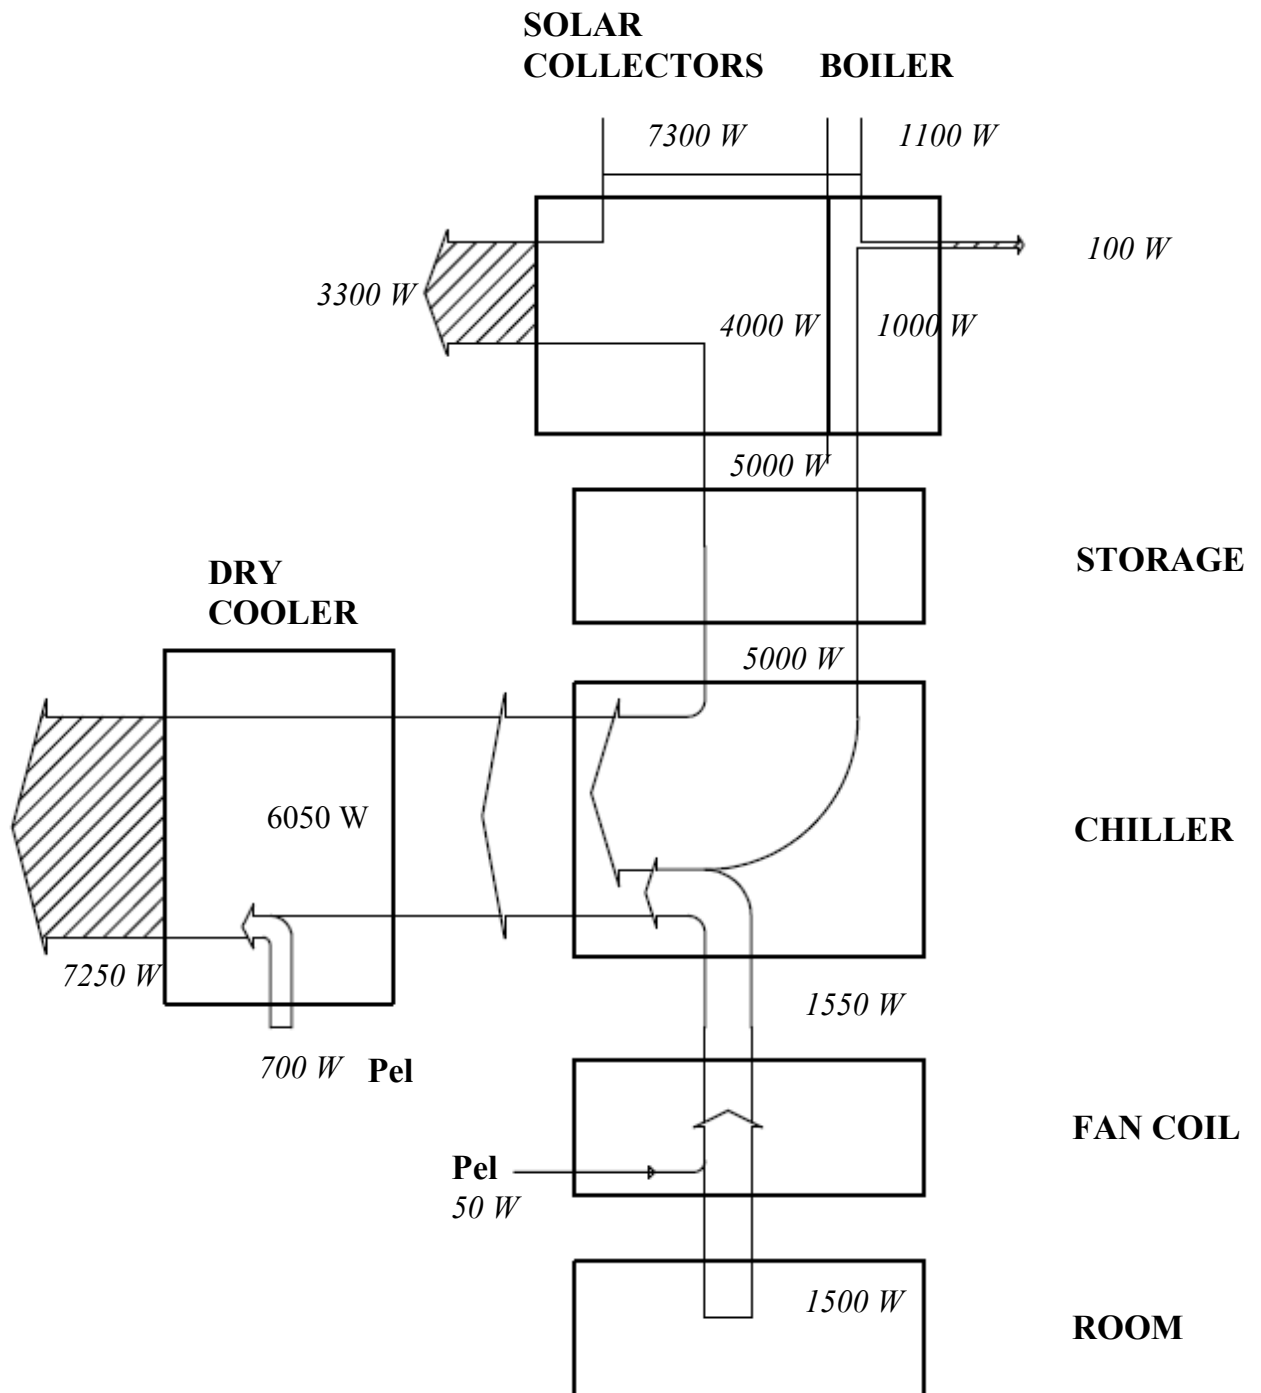 SOLAR
COLLECTORS
BOILER
7300 W
1100 W
100 W
3300 W
4000 W
1000 W
5000 W
STORAGE
DRY
COOLER
5000 W
6050 W
CHILLER
7250 W
1550 W
700 W Pel
FAN COIL
Pel
50 W
1500 W
ROOM